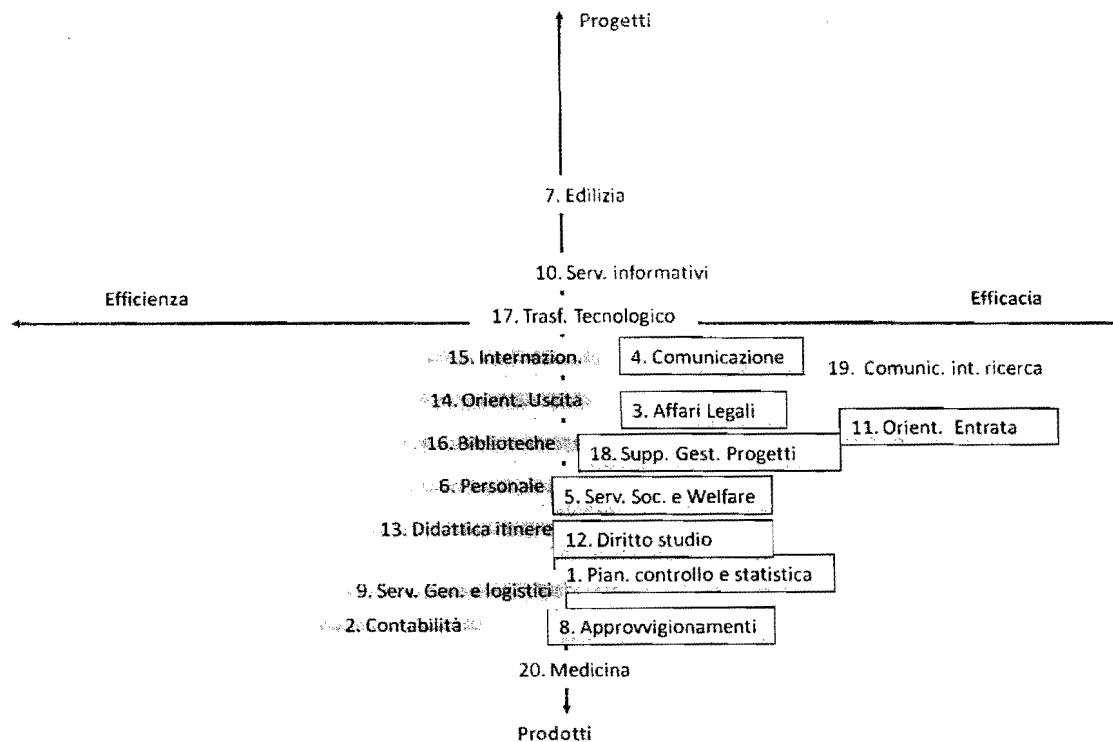 Progetti
7. Edilizia
10. Serv. informativi
Efficienza
Efficacia
17. Trasf. Tecnologico
15. Internazion.
4. Comunicazione
19. Comunic. int. ricerca
14. Orient. Uscita
3. Affari Legali
11. Orient. Entrata
16. Biblioteche
18. Supp. Gest. Progetti
6. Personale
5. Serv. Soc. e Welfare
13. Didattica itinere
12. Diritto studio
1. Pian. controllo e statistica
9. Serv. Gen. e logistici
2. Contabilità
8. Approvvigionamenti
20. Medicina
Prodotti